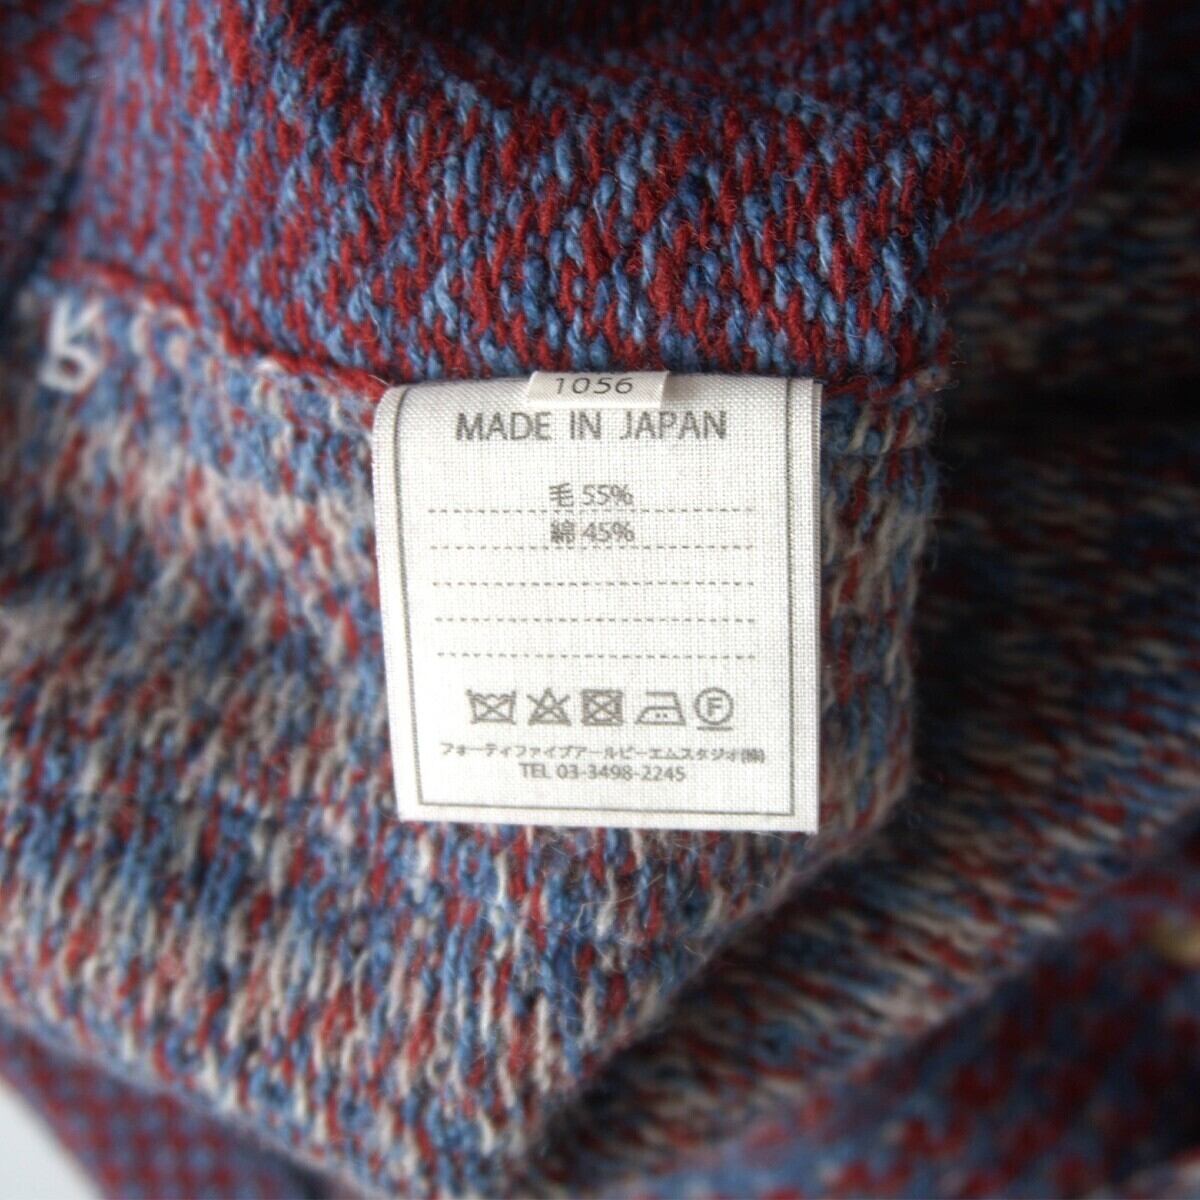 1056
MADE IN JAPAN
毛 55%
綿 45%
F
フォーティファイブアールピーエムスタジオ(株)
TEL 03-3498-2245
R